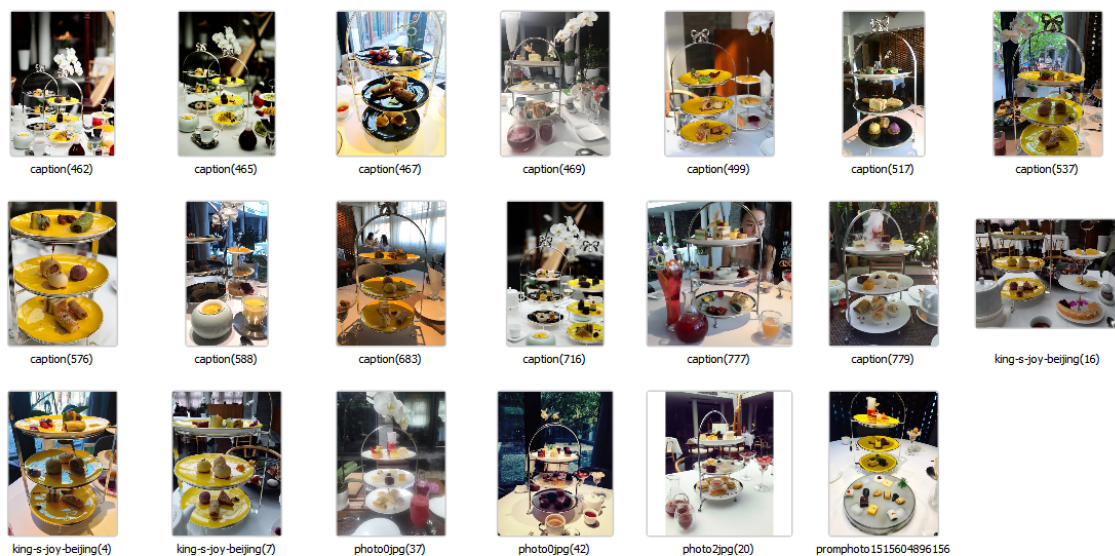 caption(462)
caption(465)
caption(467)
caption(469)
caption(499)
caption(517)
caption(537)
caption(576)
caption(588)
caption(683)
caption(716)
caption(777)
caption(779)
king-s-joy-beijing(16)
king-s-joy-beijing(4)
king-s-joy-beijing(7)
photo0jpg(37)
photo0jpg(42)
photo2jpg(20)
promphoto1515604896156